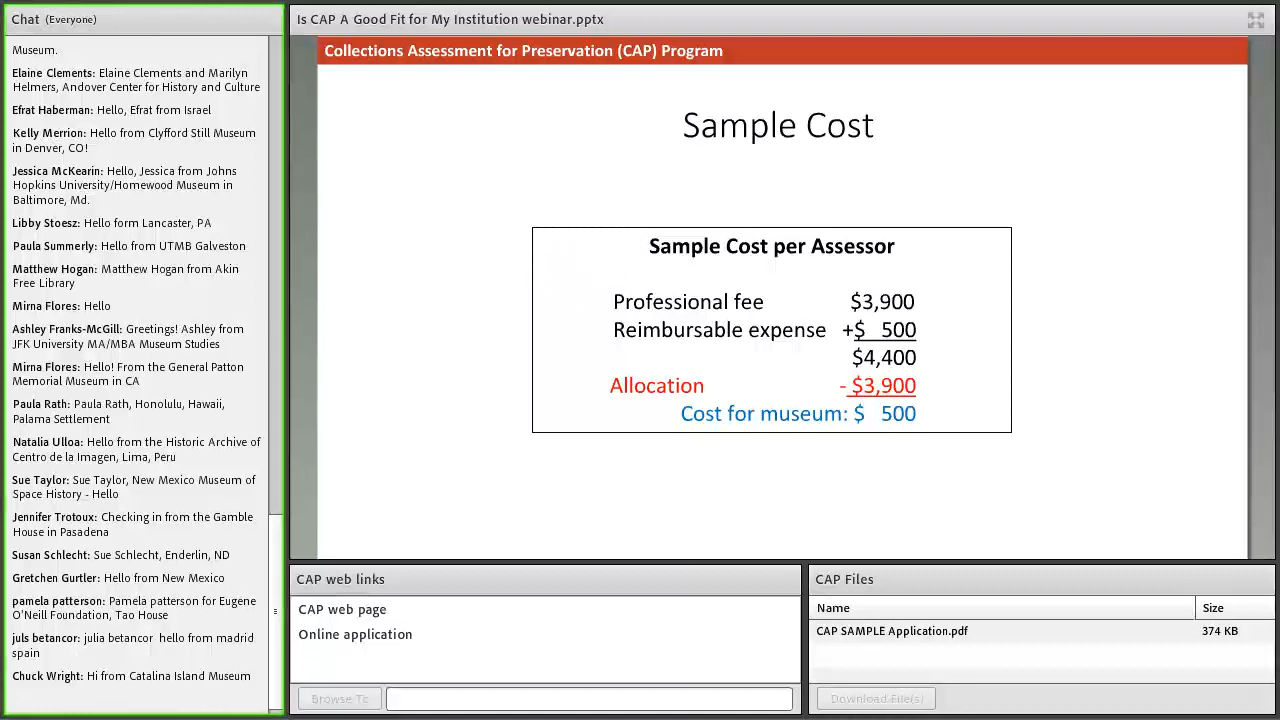 Chat (Everyone)
Museum.
Elaine Clements: Elaine Clements and Marilyn
Helmers, Andover Center for History and Culture
Efrat Haberman: Hello, Efrat from Israel
Kelly Merrion: Hello from Clyfford Still Museum
in Denver, CO!
Jessica McKearin: Hello, Jessica from Johns
Hopkins University/Homewood Museum in
Baltimore, Md.
Libby Stoesz: Hello form Lancaster, PA
Paula Summerly: Hello from UTMB Galveston
Matthew Hogan: Matthew Hogan from Akin
Free Library
Mirna Flores: Hello
Ashley Franks-McGill: Greetings! Ashley from
JFK University MA/MBA Museum Studies
Mirna Flores: Hello! From the General Patton
Memorial Museum in CA
Paula Rath: Paula Rath, Honolulu, Hawaii,
Palama Settlement
Natalia Ulloa: Hello from the Historic Archive of
Centro de la Imagen, Lima, Peru
Sue Taylor: Sue Taylor, New Mexico Museum of
Space History - Hello
Jennifer Trotoux: Checking in from the Gamble
House in Pasadena
Susan Schlecht: Sue Schlecht, Enderlin, ND
Gretchen Gurtler: Hello from New Mexico
pamela patterson: Pamela patterson for Eugene
O'Neill Foundation, Tao House
juls betancor: julia betancor hello from madrid
spain
Chuck Wright: Hi from Catalina Island Museum
Is CAP A Good Fit for My Institution webinar.pptx
Collections Assessment for Preservation (CAP) Program
Sample Cost
Sample Cost per Assessor
Professional fee $3,900
Reimbursable expense +$ 500
$4,400
Allocation - $3,900
Cost for museum: $ 500
CAP web links
CAP web page
Online application
Browse To
CAP Files
Name Size
CAP SAMPLE Application.pdf 374 KB
Download File(s)